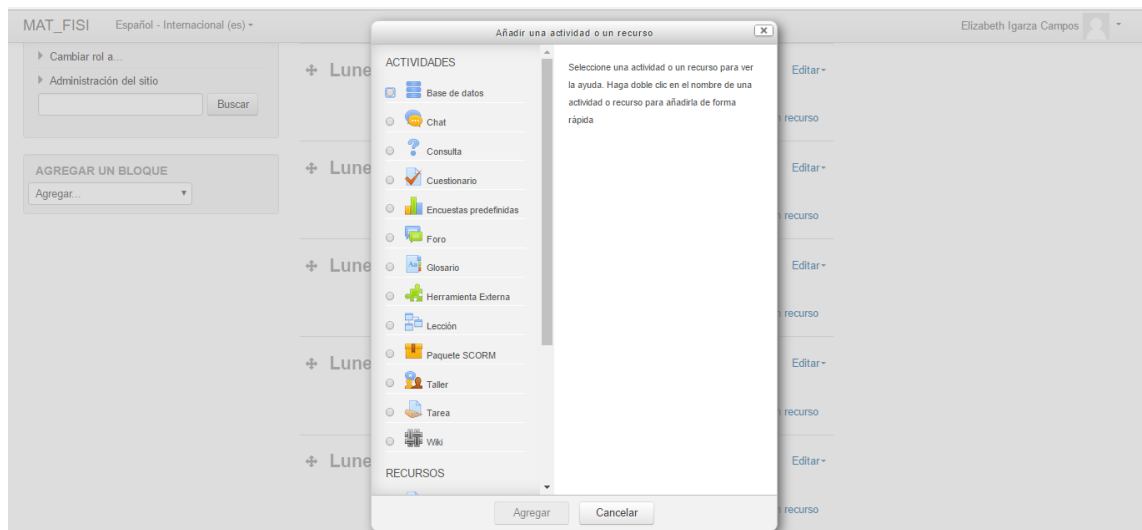 MAT_FISI Español - Internacional (es)
Elizabeth Igarza Campos
Cambiar rol a...
Administración del sitio
Buscar
AGREGAR UN BLOQUE
Agregar...
Lune
Editar
recurso
Lune
Editar
recurso
Lune
Editar
recurso
Lune
Editar
recurso
Lune
Editar
recurso
Añadir una actividad o un recurso
ACTIVIDADES
Base de datos
Chat
Consulta
Cuestionario
Encuestas predefinidas
Foro
Glosario
Herramienta Externa
Lección
Paquete SCORM
Taller
Tarea
Wiki
RECURSOS
Seleccione una actividad o un recurso para ver
la ayuda. Haga doble clic en el nombre de una
actividad o recurso para añadirla de forma
rápida
Agregar
Cancelar